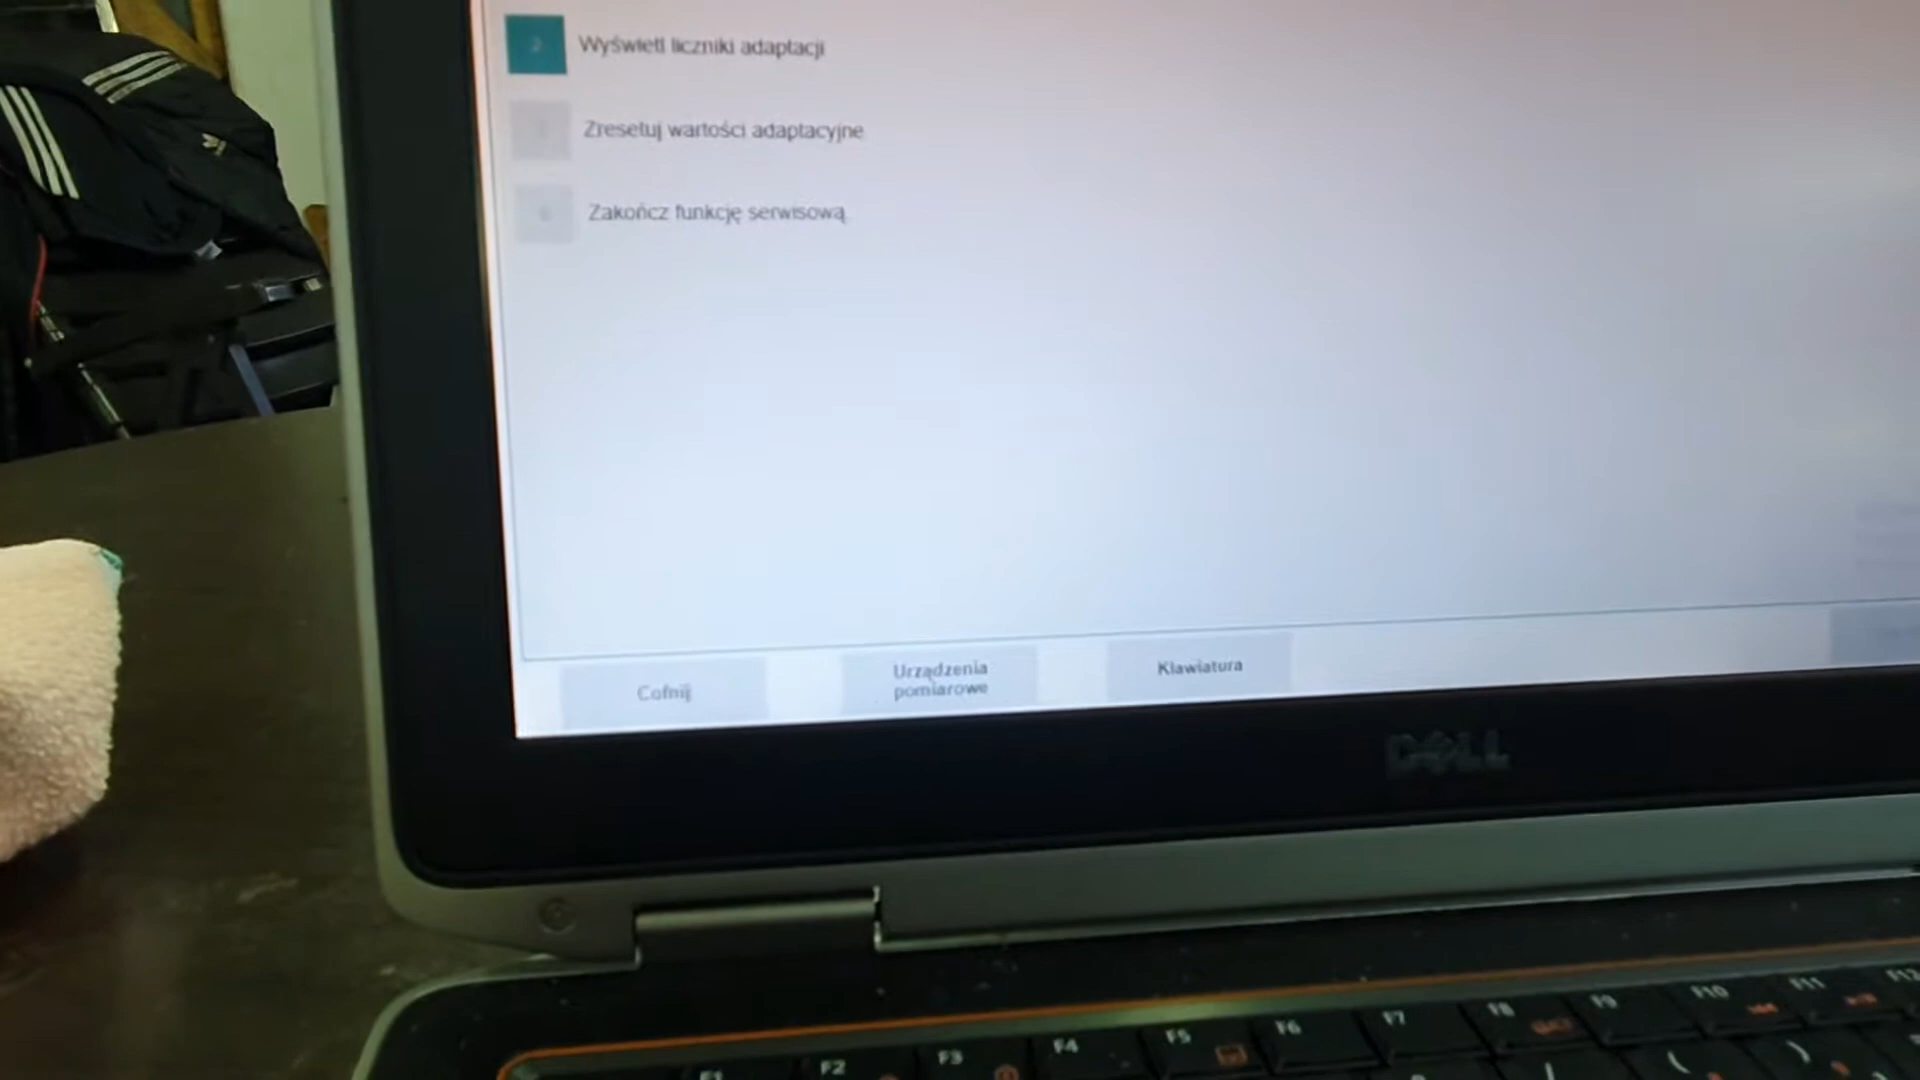 2 Wyświetl liczniki adaptacji
Zresetuj wartości adaptacyjne
Zakończ funkcję serwisową
Cofnij
Urządzenia
pomiarowe
Klawiatura
DELL
F1
F2
F3
F4
F5
F6
F7
F8
F9
F10
F11
F12